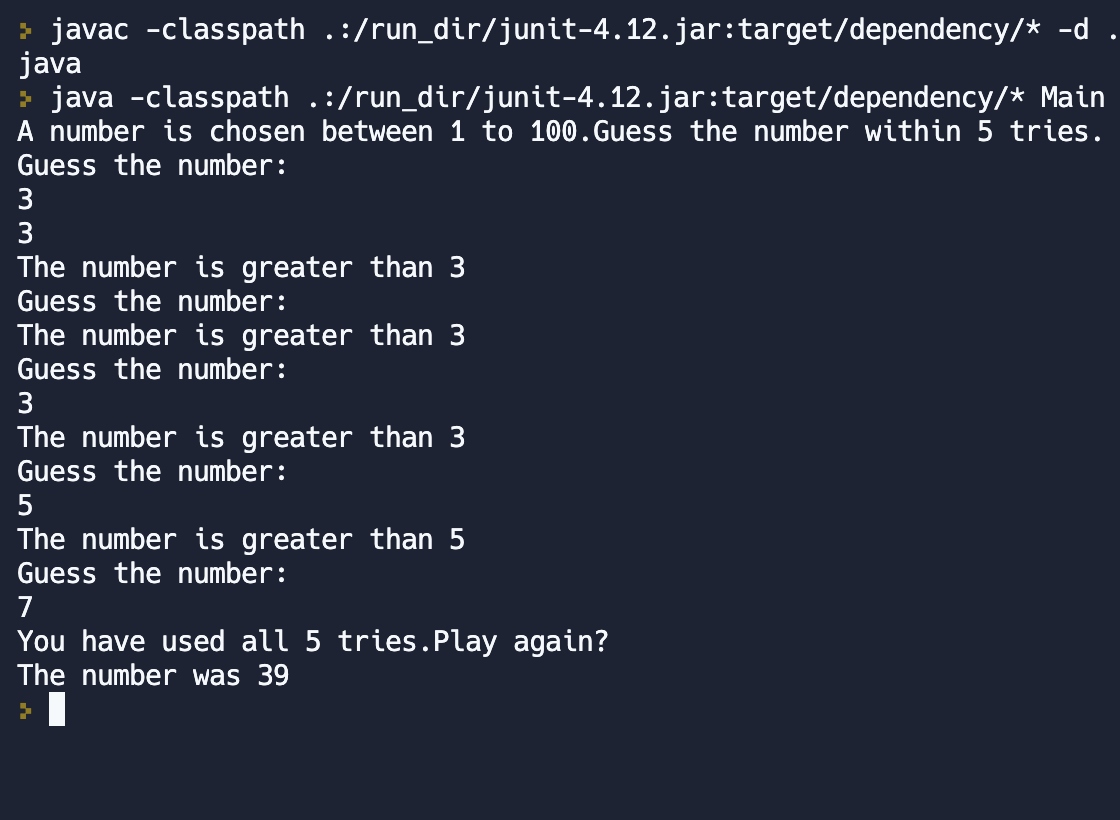 javac -classpath .:/run_dir/junit-4.12.jar:target/dependency/* -d .
java
java -classpath .:/run_dir/junit-4.12.jar:target/dependency/* Main
A number is chosen between 1 to 100.Guess the number within 5 tries.
Guess the number:
3
3
The number is greater than 3
Guess the number:
The number is greater than 3
Guess the number:
3
The number is greater than 3
Guess the number:
5
The number is greater than 5
Guess the number:
7
You have used all 5 tries.Play again?
The number was 39